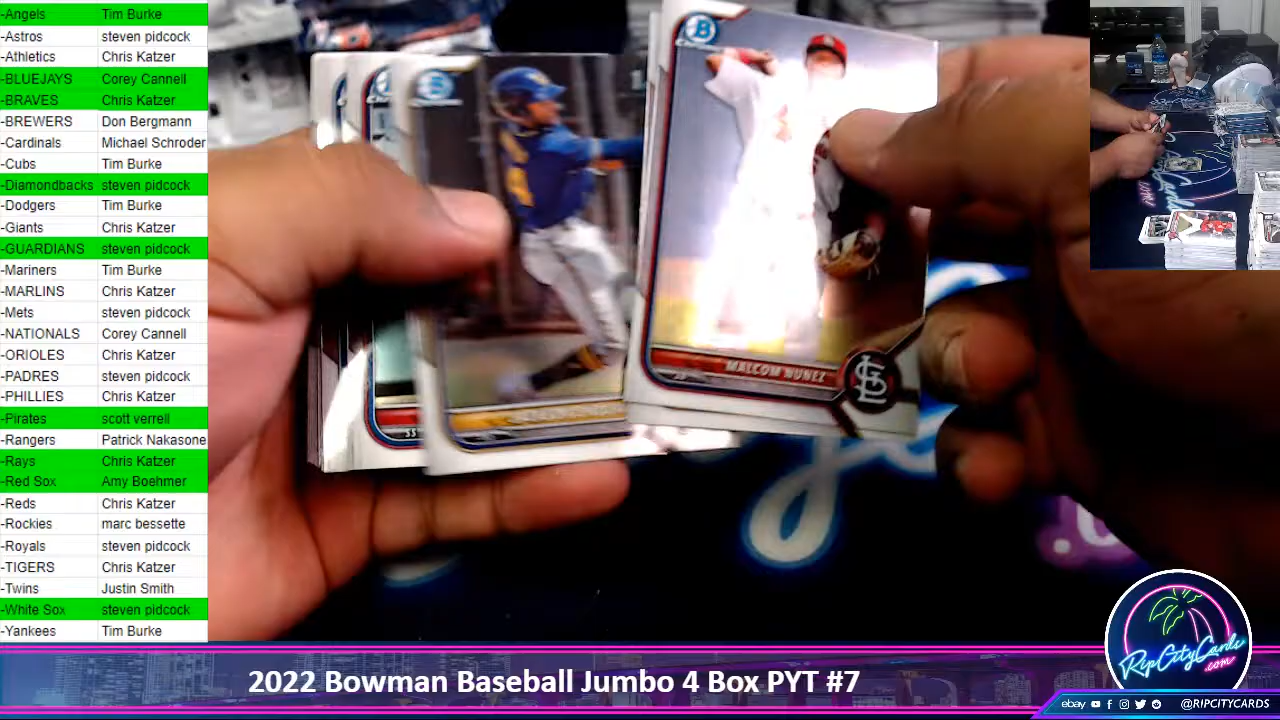 -Angels Tim Burke
-Astros steven pidcock
-Athletics Chris Katzer
-BLUEJAYS Corey Cannell
-BRAVES Chris Katzer
-BREWERS Don Bergmann
-Cardinals Michael Schroder
-Cubs Tim Burke
-Diamondbacks steven pidcock
-Dodgers Tim Burke
-Giants Chris Katzer
-GUARDIANS steven pidcock
-Mariners Tim Burke
-MARLINS Chris Katzer
-Mets steven pidcock
-NATIONALS Corey Cannell
-ORIOLES Chris Katzer
-PADRES steven pidcock
-PHILLIES Chris Katzer
-Pirates scott verrell
-Rangers Patrick Nakasone
-Rays Chris Katzer
-Red Sox Amy Boehmer
-Reds Chris Katzer
-Rockies marc bessette
-Royals steven pidcock
-TIGERS Chris Katzer
-Twins Justin Smith
-White Sox steven pidcock
-Yankees Tim Burke
B
Chrome
MALCOM NUNEZ
STL
SS
RipCityCards
.com
2022 Bowman Baseball Jumbo 4 Box PYT #7
ebay @RIPCITYCARDS